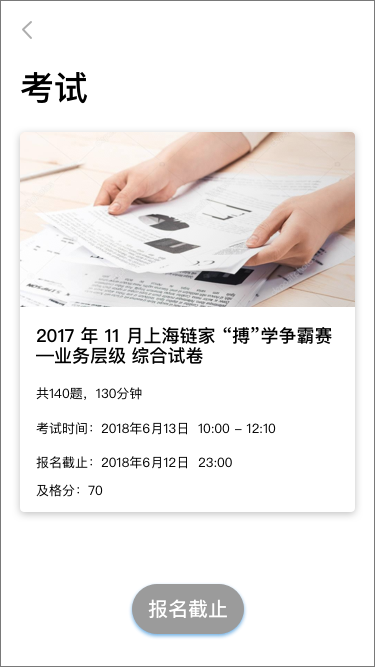 考试
2017 年 11 月上海链家 “搏”学争霸赛
—业务层级 综合试卷
共140题，130分钟
考试时间：2018年6月13日 10:00 – 12:10
报名截止：2018年6月12日 23:00
及格分：70
报名截止